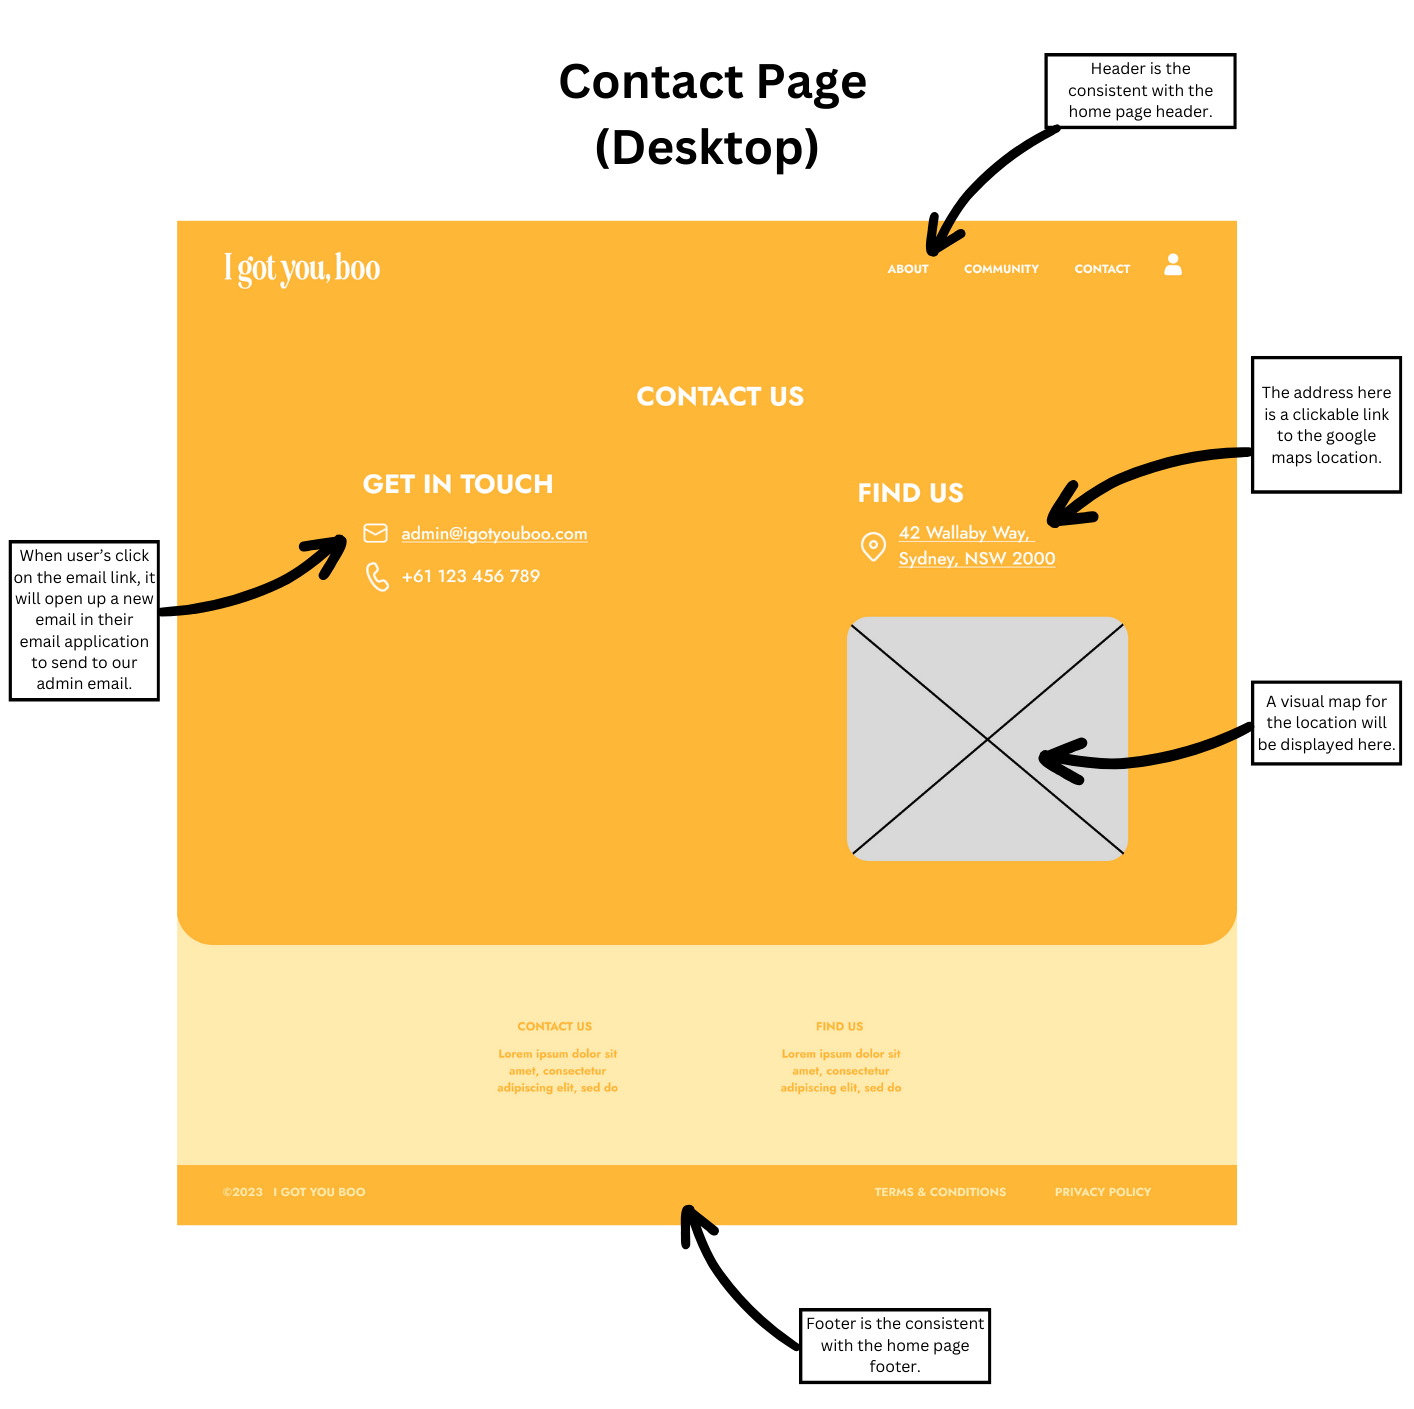 Contact Page
(Desktop)
Header is the
consistent with the
home page header.
I got you, boo
ABOUT
COMMUNITY
CONTACT
CONTACT US
The address here
is a clickable link
to the google
maps location.
GET IN TOUCH
admin@igotyouboo.com
+61 123 456 789
FIND US
42 Wallaby Way,
Sydney, NSW 2000
When user's click
on the email link, it
will open up a new
email in their
email application
to send to our
admin email.
A visual map for
the location will
be displayed here.
CONTACT US
Lorem ipsum dolor sit
amet, consectetur
adipiscing elit, sed do
FIND US
Lorem ipsum dolor sit
amet, consectetur
adipiscing elit, sed do
©2023 I GOT YOU BOO
TERMS & CONDITIONS
PRIVACY POLICY
Footer is the consistent
with the home page
footer.